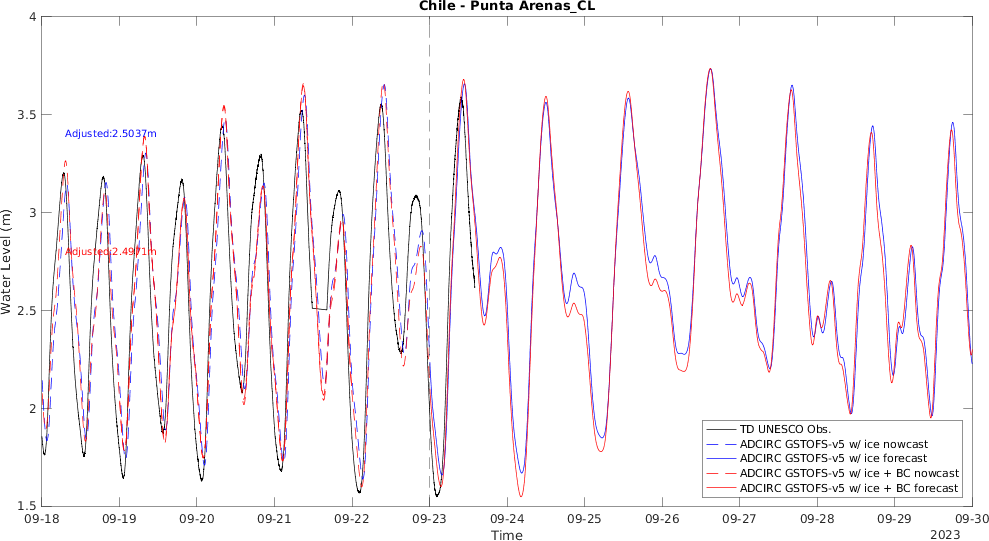 Chile - Punta Arenas_CL
4
3.5
3
2.5
2
1.5
Water Level (m)
Adjusted:2.5037m
Adjusted:2.4971m
TD UNESCO Obs.
ADCIRC GSTOFS-v5 w/ ice nowcast
ADCIRC GSTOFS-v5 w/ ice forecast
ADCIRC GSTOFS-v5 w/ ice + BC nowcast
ADCIRC GSTOFS-v5 w/ ice + BC forecast
09-18 09-19 09-20 09-21 09-22 09-23 09-24 09-25 09-26 09-27 09-28 09-29 09-30
Time
2023